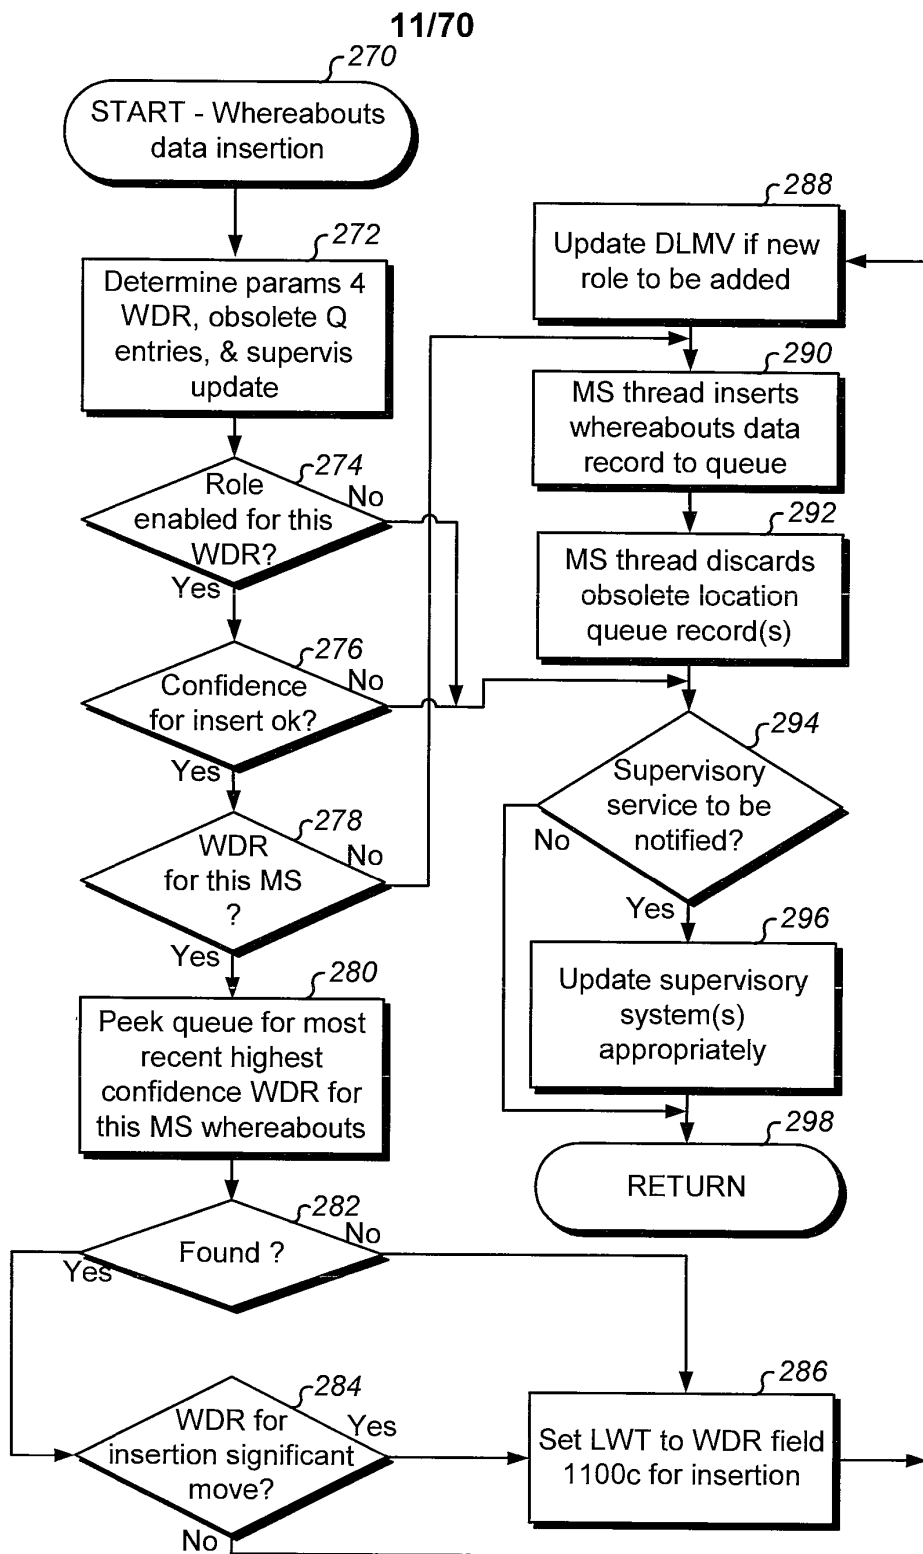 11/70
270
START - Whereabouts
data insertion
272
Determine params 4
WDR, obsolete Q
entries, & supervis
update
274
Role
enabled for this
WDR?
No
Yes
276
Confidence
for insert ok?
No
Yes
278
WDR
for this MS
?
No
Yes
280
Peek queue for most
recent highest
confidence WDR for
this MS whereabouts
282
Found ?
No
Yes
284
WDR for
insertion significant
move?
Yes
No
286
Set LWT to WDR field
1100c for insertion
288
Update DLMV if new
role to be added
290
MS thread inserts
whereabouts data
record to queue
292
MS thread discards
obsolete location
queue record(s)
294
Supervisory
service to be
notified?
No
Yes
296
Update supervisory
system(s)
appropriately
298
RETURN